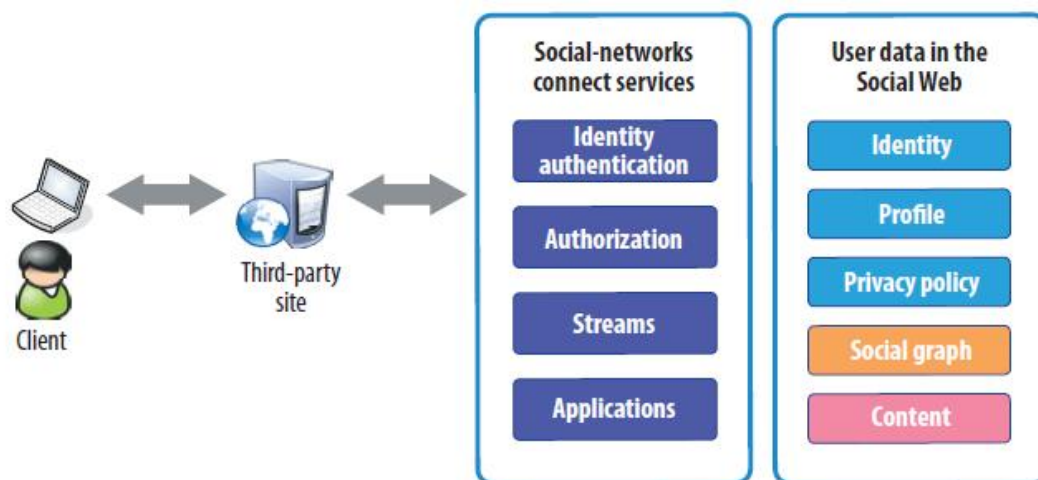 Client
Third-party
site
Social-networks
connect services
Identity
authentication
Authorization
Streams
Applications
User data in the
Social Web
Identity
Profile
Privacy policy
Social graph
Content